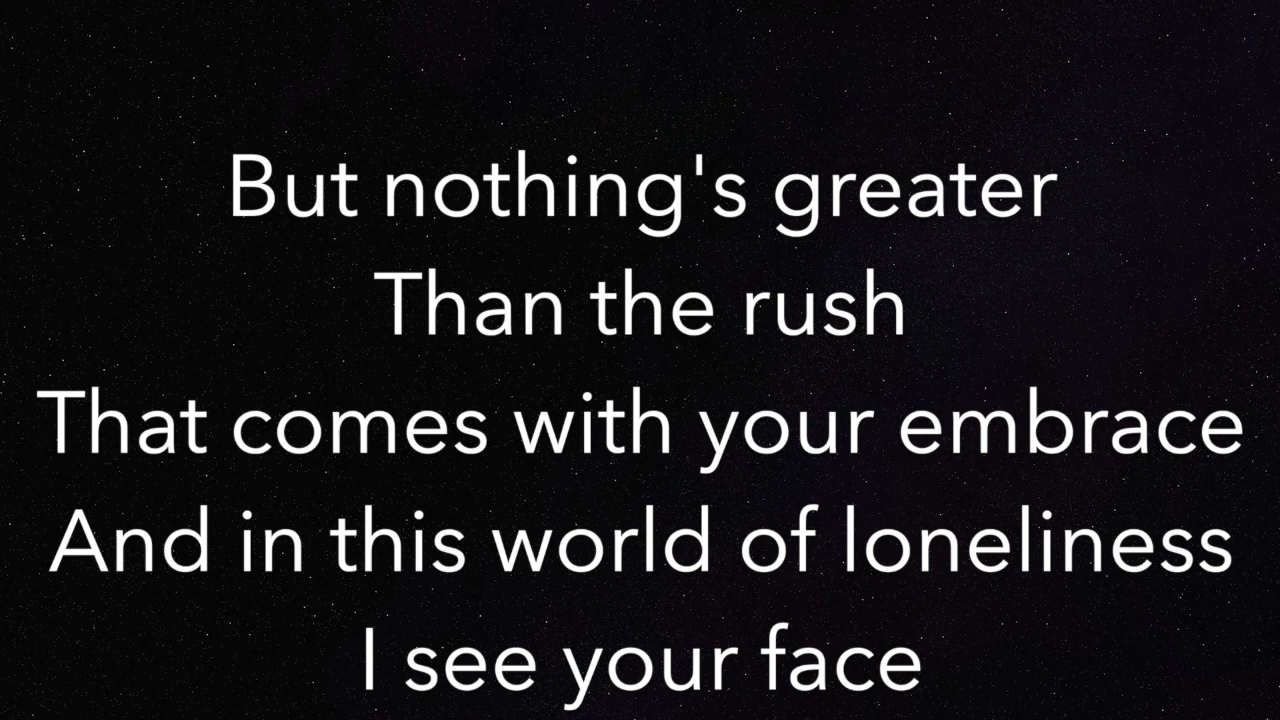 But nothing's greater
Than the rush
That comes with your embrace
And in this world of loneliness
I see your face